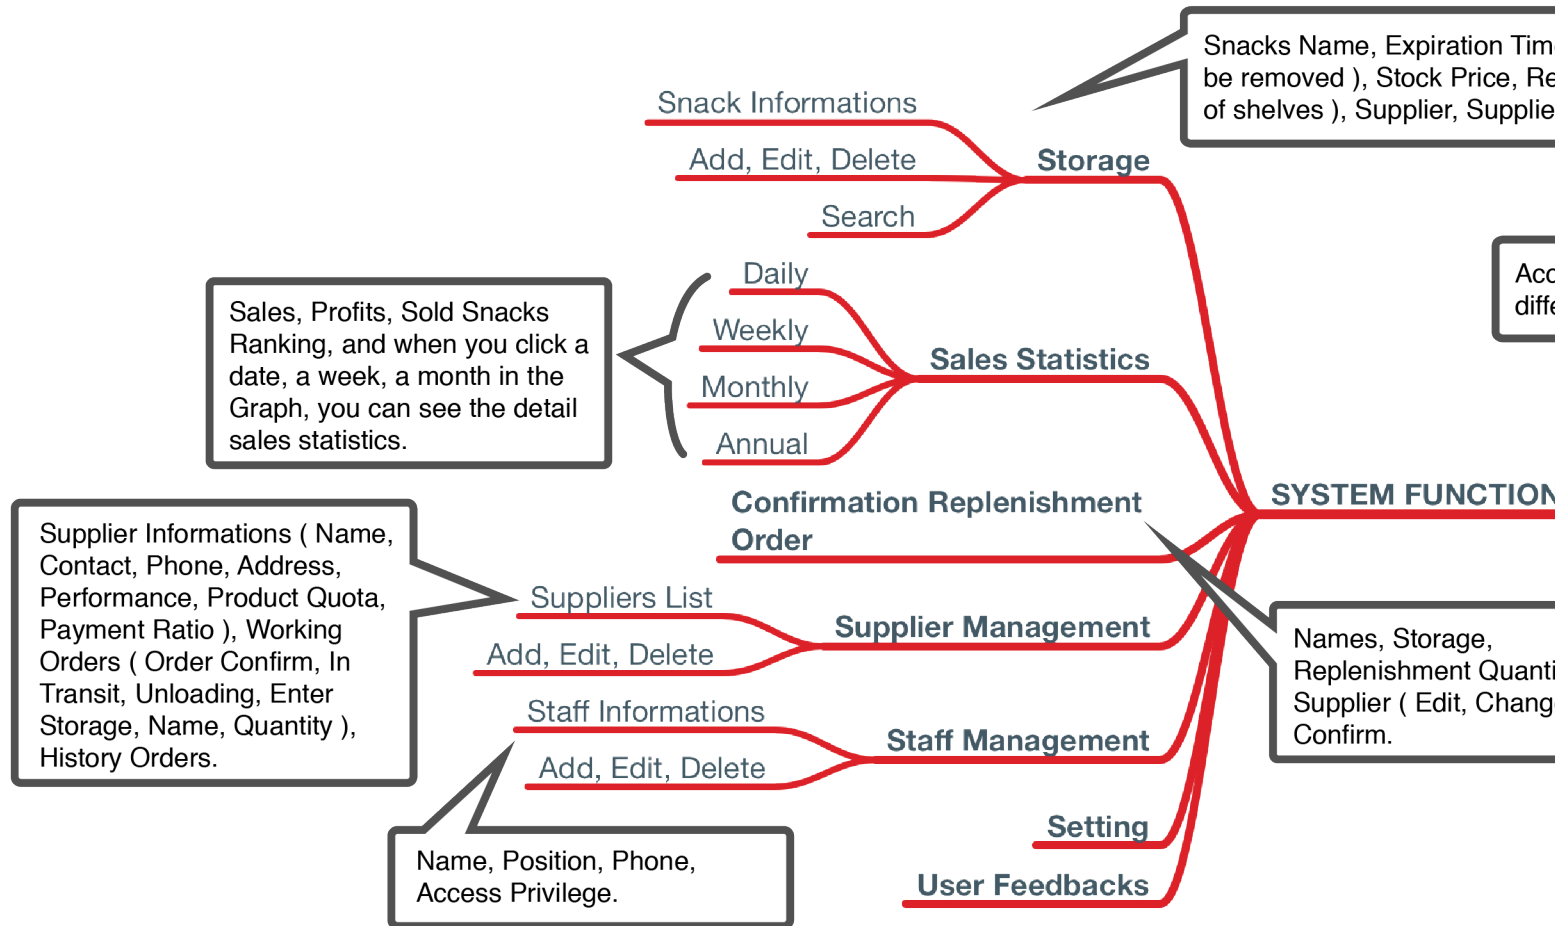 Snacks Name, Expiration
be removed ), Stock Price,
of shelves ), Supplier,
Snack Informations
Add, Edit, Delete
Search
Storage
Daily
Weekly
Monthly
Annual
Sales Statistics
Sales, Profits, Sold Snacks
Ranking, and when you click a
date, a week, a month in the
Graph, you can see the detail
sales statistics.
Confirmation Replenishment
Order
SYSTEM FUNCTION
Supplier Informations ( Name,
Contact, Phone, Address,
Performance, Product Quota,
Payment Ratio ), Working
Orders ( Order Confirm, In
Transit, Unloading, Enter
Storage, Name, Quantity ),
History Orders.
Suppliers List
Add, Edit, Delete
Supplier Management
Names, Storage,
Replenishment
Supplier ( Edit,
Confirm.
Staff Informations
Add, Edit, Delete
Staff Management
Name, Position, Phone,
Access Privilege.
Setting
User Feedbacks